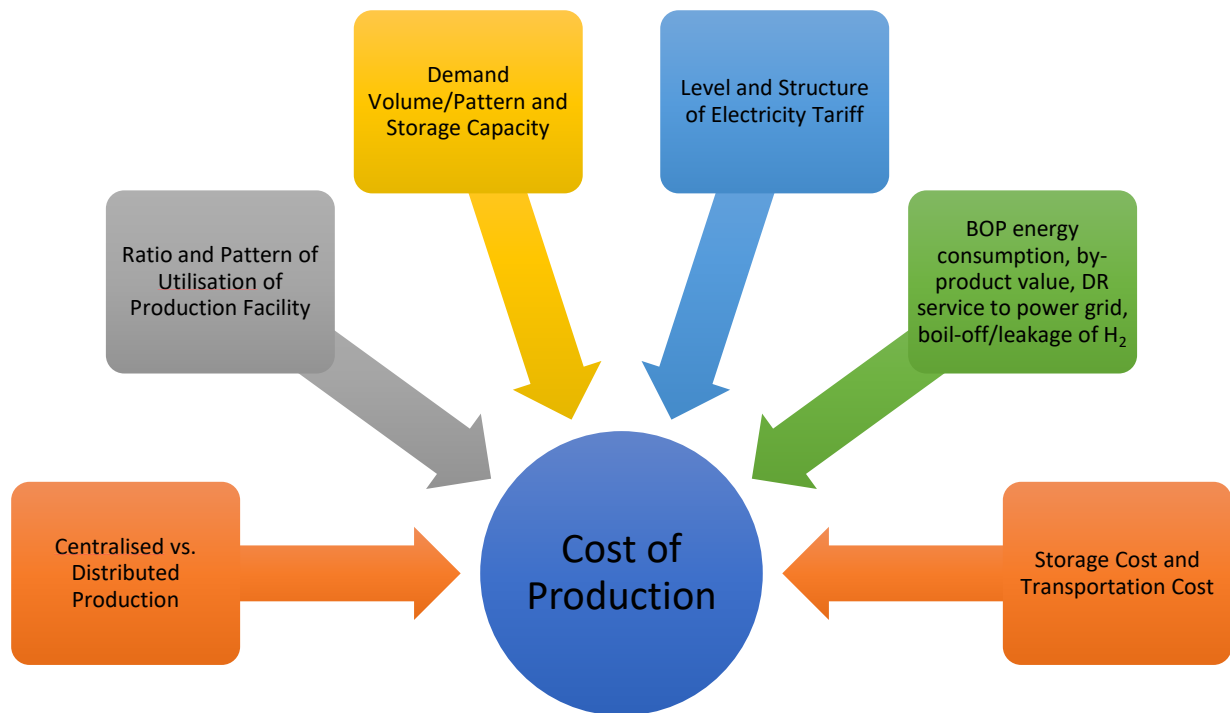 Demand
Volume/Pattern and
Storage Capacity
Level and Structure
of Electricity Tariff
Ratio and Pattern of
Utilisation of
Production Facility
BOP energy
consumption, by-
product value, DR
service to power grid,
boil-off/leakage of H₂
Centralised vs.
Distributed
Production
Cost of
Production
Storage Cost and
Transportation Cost